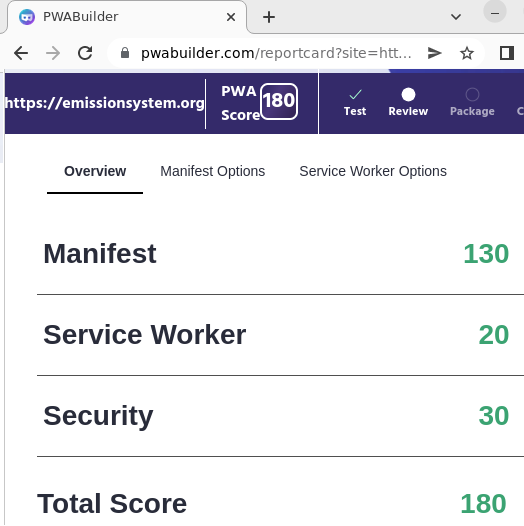 PWABuilder
pwabuilder.com/reportcard?site=htt...
https://emissionsystem.org
PWA
Score
180
Test
Review
Package
Overview
Manifest Options
Service Worker Options
Manifest 130
Service Worker 20
Security 30
Total Score 180